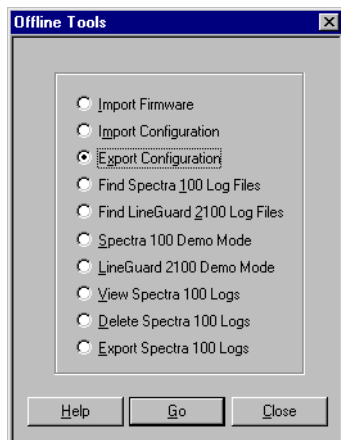 Offline Tools
Import Firmware
Import Configuration
Export Configuration
Find Spectra 100 Log Files
Find LineGuard 2100 Log Files
Spectra 100 Demo Mode
LineGuard 2100 Demo Mode
View Spectra 100 Logs
Delete Spectra 100 Logs
Export Spectra 100 Logs
Help Go Close